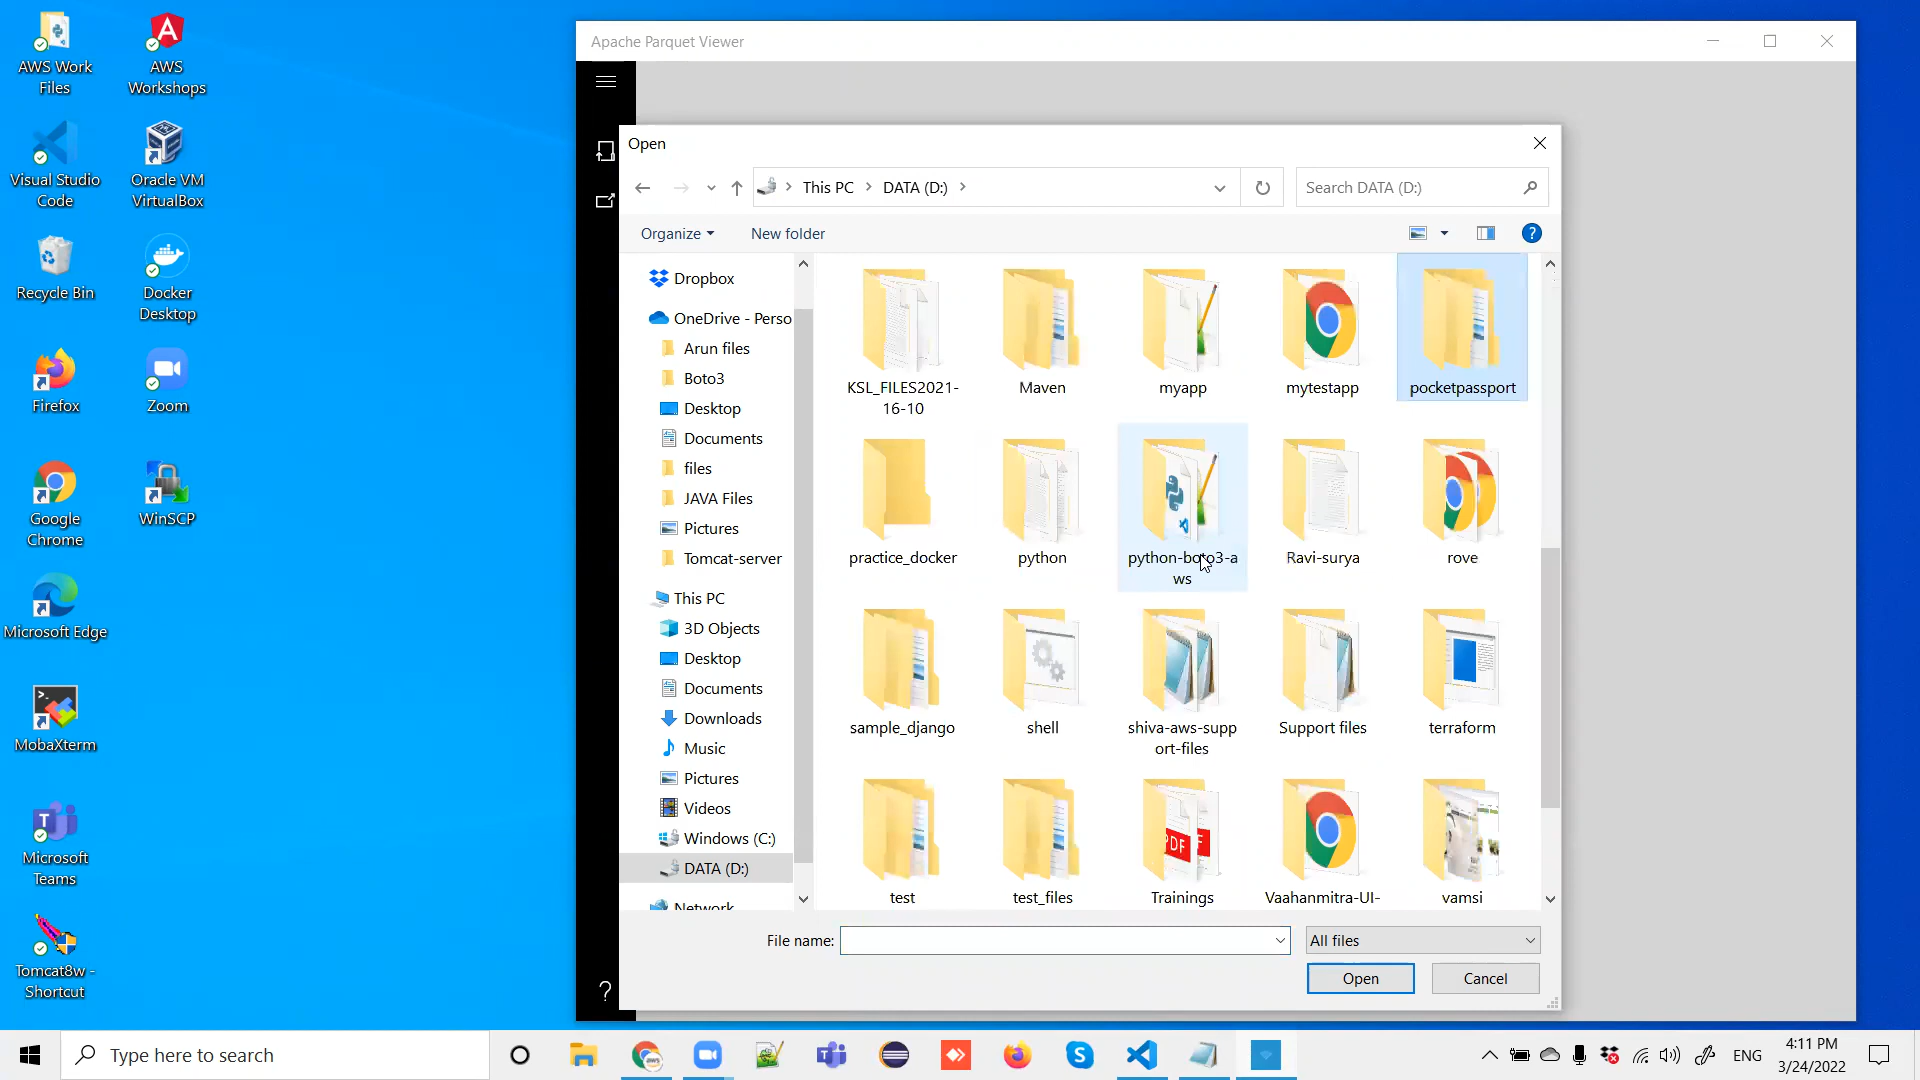 AWS Work
Files
AWS
Workshops
Visual Studio
Code
Oracle VM
VirtualBox
Recycle Bin
Docker
Desktop
Firefox
Zoom
Google
Chrome
WinSCP
Microsoft Edge
MobaXterm
Microsoft
Teams
Tomcat8w -
Shortcut
Apache Parquet Viewer
Open
This PC
DATA (D:)
Search DATA (D:)
Organize
New folder
Dropbox
OneDrive - Perso
Arun files
Boto3
Desktop
Documents
files
JAVA Files
Pictures
Tomcat-server
This PC
3D Objects
Desktop
Documents
Downloads
Music
Pictures
Videos
Windows (C:)
DATA (D:)
Network
KSL_FILES2021-
16-10
Maven
myapp
mytestapp
pocketpassport
practice_docker
python
python-boto3-a
ws
Ravi-surya
rove
sample_django
shell
shiva-aws-supp
ort-files
Support files
terraform
test
test_files
PDF
Trainings
Vaahanmitra-UI-
vamsi
File name:
All files
Open
Cancel
Type here to search
aws
ENG
4:11 PM
3/24/2022